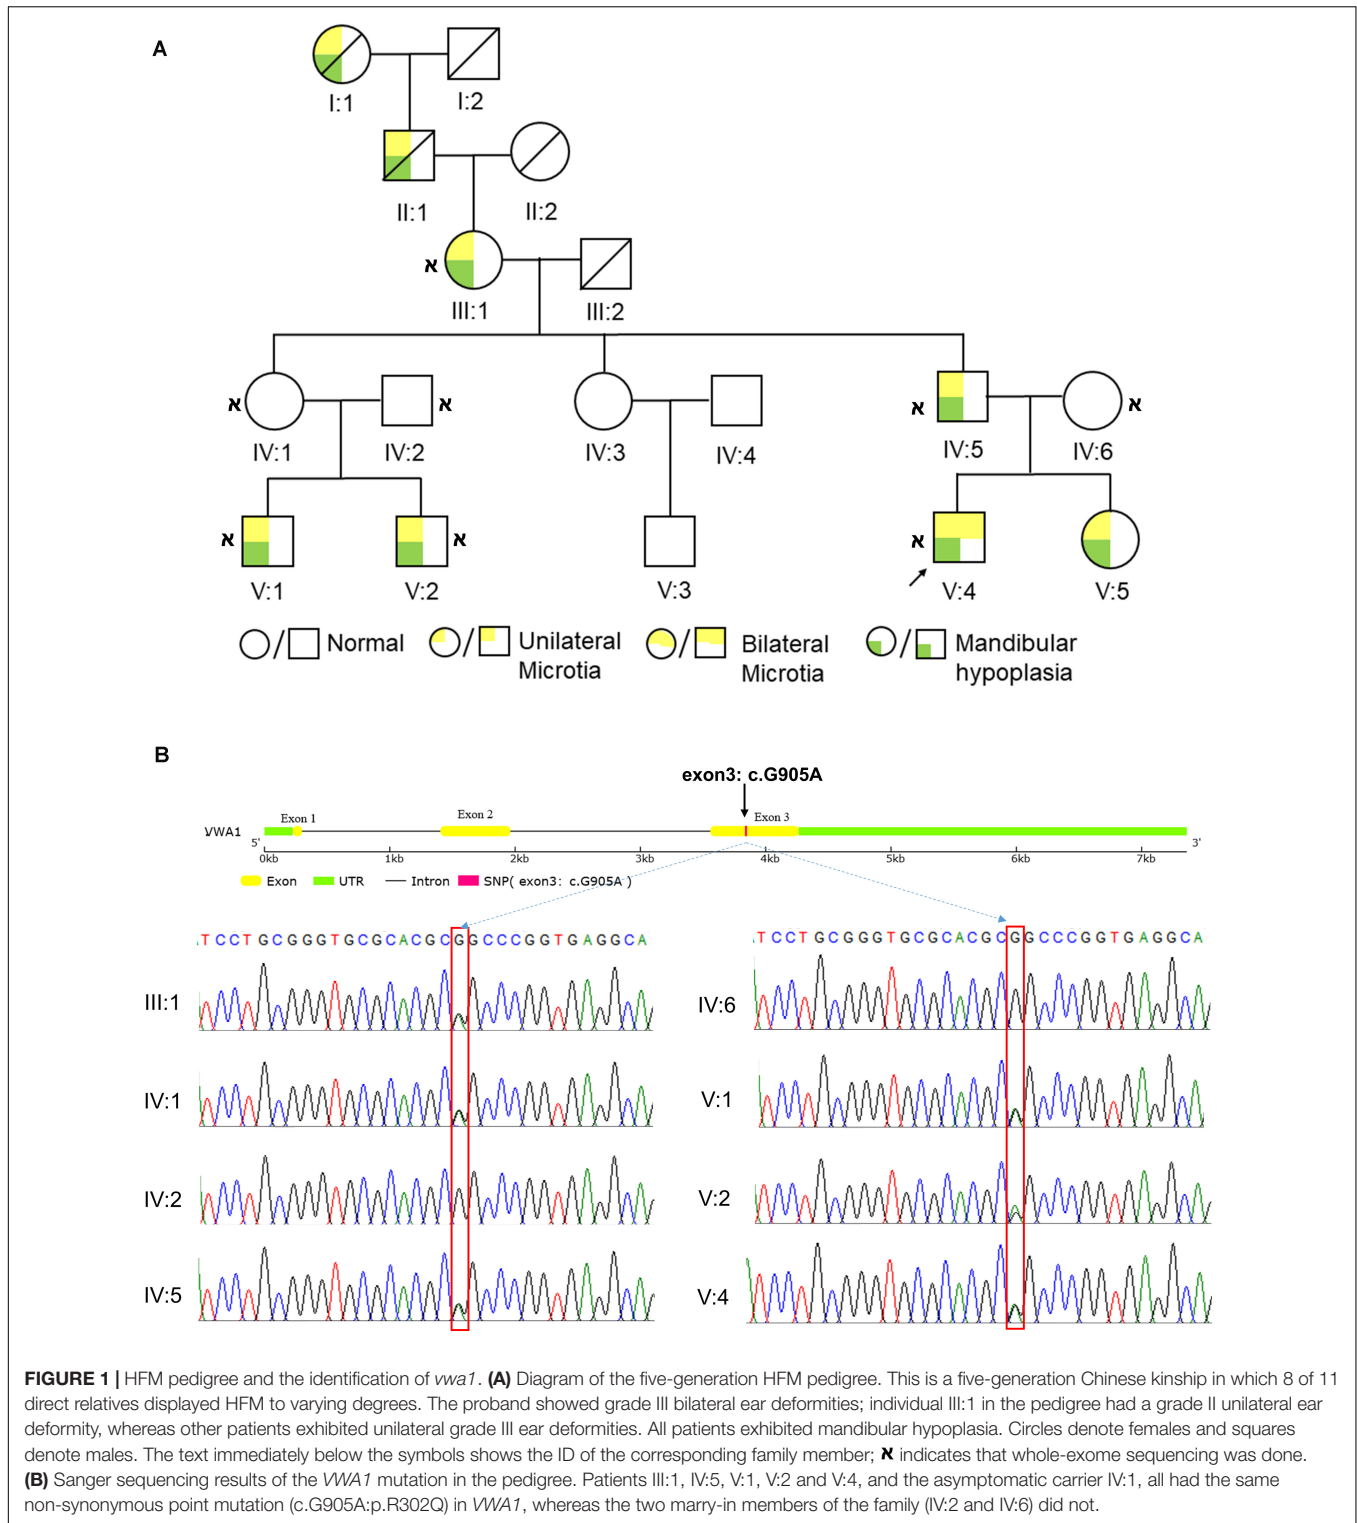 A
I:1
I:2
II:1
II:2
א
III:1
III:2
א
א
א
א
IV:1
IV:2
IV:3
IV:4
IV:5
IV:6
א
א
א
V:1
V:2
V:3
V:4
V:5
Normal
Unilateral
Microtia
Bilateral
Microtia
Mandibular
hypoplasia
B
exon3: c.G905A
VWA1
Exon 1
Exon 2
Exon 3
5'
3'
0kb
1kb
2kb
3kb
4kb
5kb
6kb
7kb
Exon
UTR
Intron
SNP( exon3: c.G905A )
TCCTGCGGGTGCGCACGCGGCCCGGTGAGGCA
TCCTGCGGGTGCGCACGCGGCCCGGTGAGGCA
III:1
IV:6
IV:1
V:1
IV:2
V:2
IV:5
V:4
FIGURE 1 | HFM pedigree and the identification of vwa1. (A) Diagram of the five-generation HFM pedigree. This is a five-generation Chinese kinship in which 8 of 11
direct relatives displayed HFM to varying degrees. The proband showed grade III bilateral ear deformities; individual III:1 in the pedigree had a grade II unilateral ear
deformity, whereas other patients exhibited unilateral grade III ear deformities. All patients exhibited mandibular hypoplasia. Circles denote females and squares
denote males. The text immediately below the symbols shows the ID of the corresponding family member; א indicates that whole-exome sequencing was done.
(B) Sanger sequencing results of the VWA1 mutation in the pedigree. Patients III:1, IV:5, V:1, V:2 and V:4, and the asymptomatic carrier IV:1, all had the same
non-synonymous point mutation (c.G905A:p.R302Q) in VWA1, whereas the two marry-in members of the family (IV:2 and IV:6) did not.